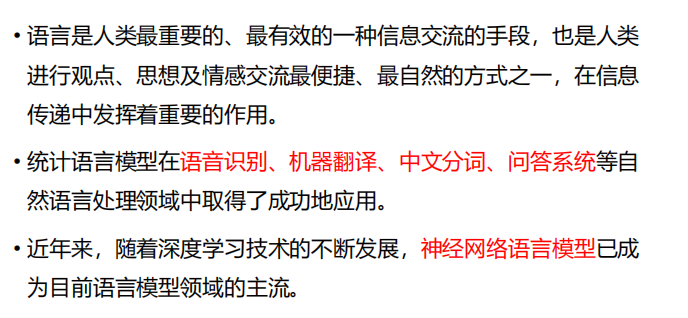 • 语言是人类最重要的、最有效的一种信息交流的手段，也是人类
进行观点、思想及情感交流最便捷、最自然的方式之一，在信息
传递中发挥着重要的作用。
• 统计语言模型在语音识别、机器翻译、中文分词、问答系统等自
然语言处理领域中取得了成功地应用。
• 近年来，随着深度学习技术的不断发展，神经网络语言模型已成
为目前语言模型领域的主流。